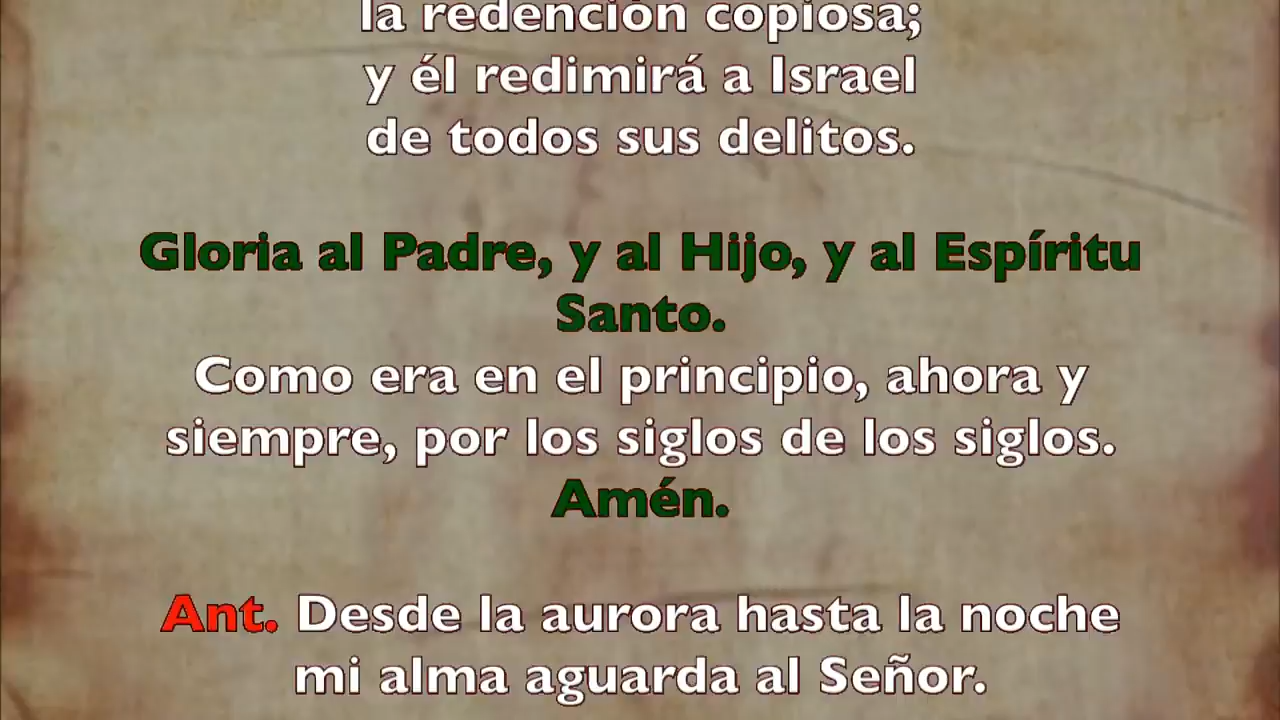 la redención copiosa;
y él redimirá a Israel
de todos sus delitos.
Gloria al Padre, y al Hijo, y al Espíritu
Santo.
Como era en el principio, ahora y
siempre, por los siglos de los siglos.
Amén.
Ant. Desde la aurora hasta la noche
mi alma aguarda al Señor.